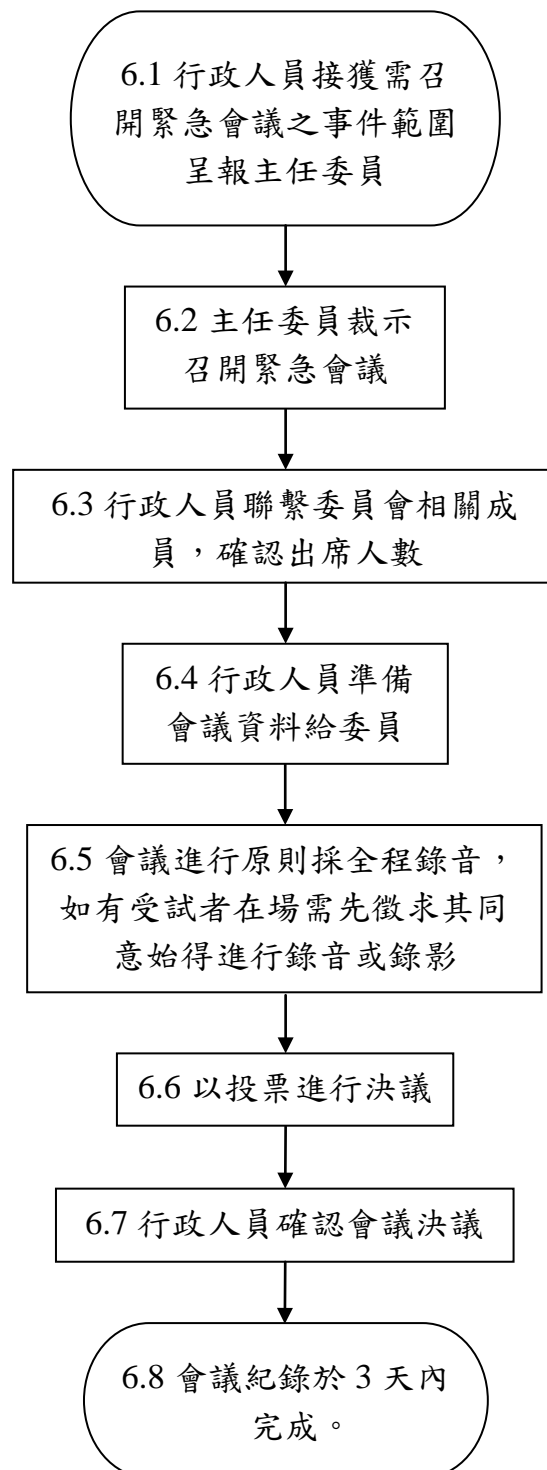 6.1 行政人員接獲需召
開緊急會議之事件範圍
呈報主任委員
6.2 主任委員裁示
召開緊急會議
6.3 行政人員聯繫委員會相關成
員，確認出席人數
6.4 行政人員準備
會議資料給委員
6.5 會議進行原則採全程錄音，
如有受試者在場需先徵求其同
意始得進行錄音或錄影
6.6 以投票進行決議
6.7 行政人員確認會議決議
6.8 會議紀錄於 3 天內
完成。